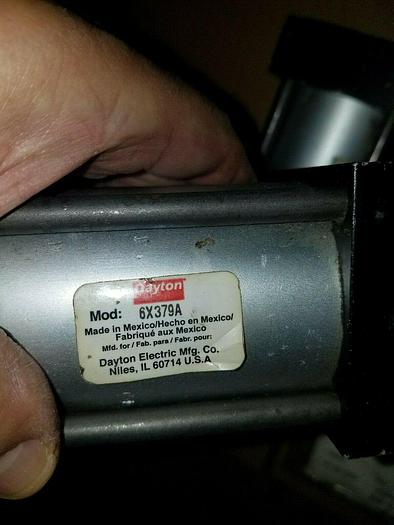 Dayton
Mod: 6X379A
Made in Mexico/Hecho en Mexico/
Fabriqué aux Mexico
Mfd. for / Fab. para / Fabr. pour:
Dayton Electric Mfg. Co.
Niles, IL 60714 U.S.A